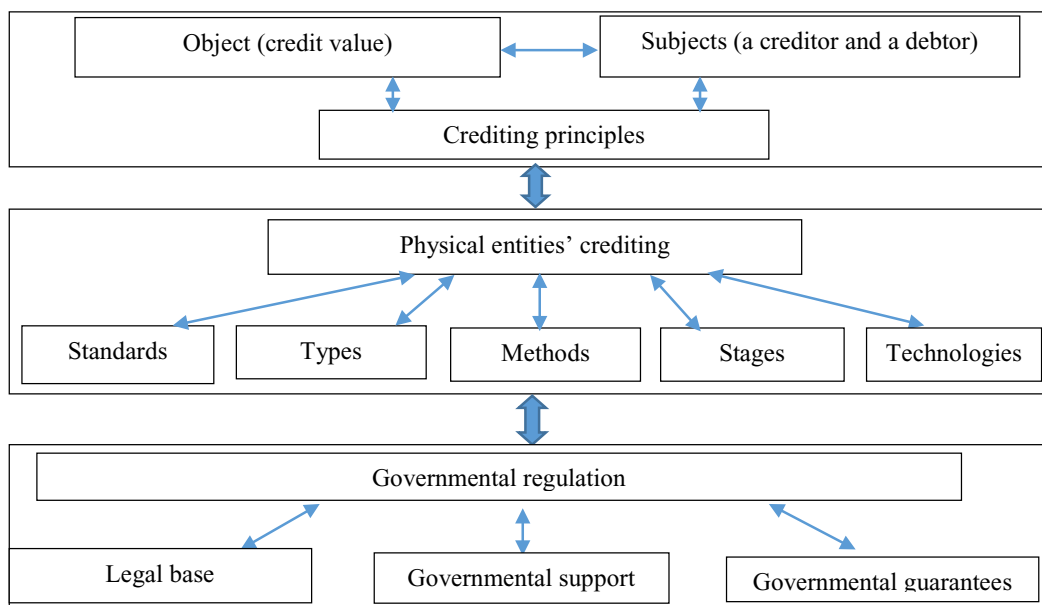 Object (credit value)
Subjects (a creditor and a debtor)
Crediting principles
Physical entities’ crediting
Standards
Types
Methods
Stages
Technologies
Governmental regulation
Legal base
Governmental support
Governmental guarantees